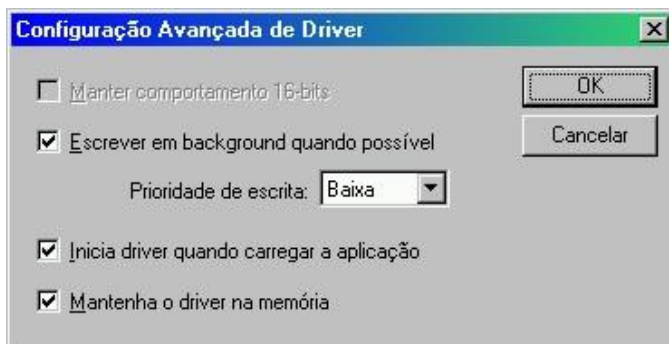 Configuração Avançada de Driver
Manter comportamento 16-bits
OK
Escrever em background quando possível
Cancelar
Prioridade de escrita: Baixa
Inicia driver quando carregar a aplicação
Mantenha o driver na memória